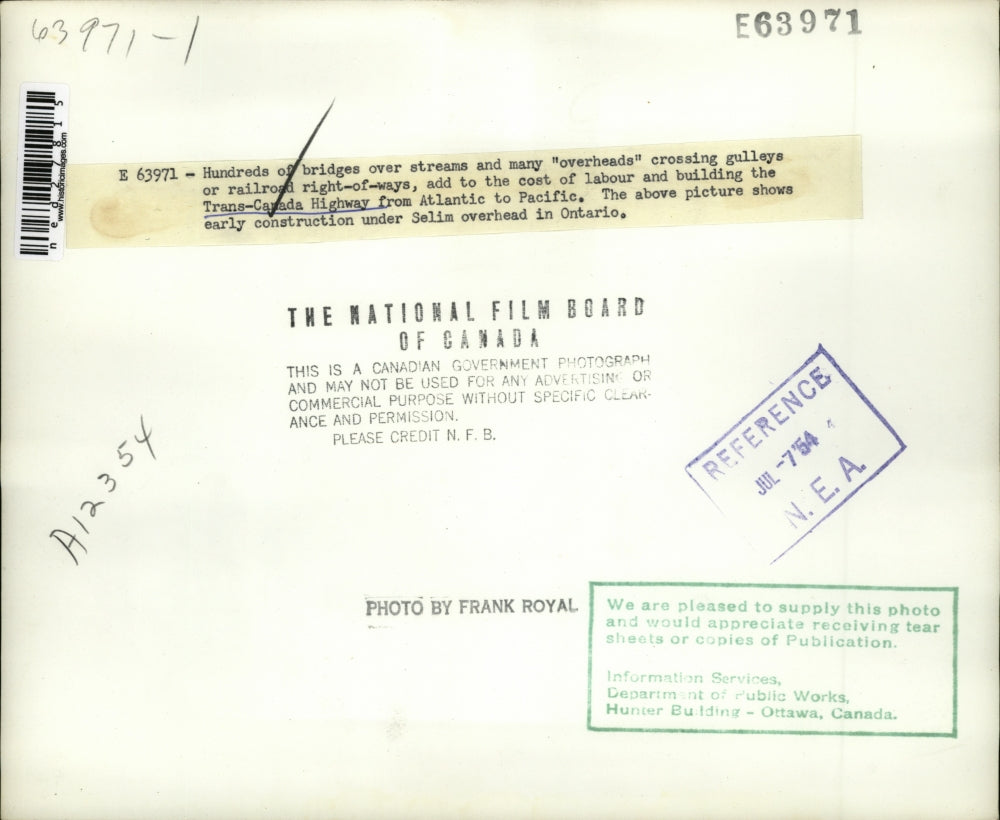 63971-1
E63971
ned27815
www.historicimages.com
E 63971 - Hundreds of bridges over streams and many "overheads" crossing gulleys
or railroad right-of-ways, add to the cost of labour and building the
Trans-Canada Highway from Atlantic to Pacific. The above picture shows
early construction under Selim overhead in Ontario.
THE NATIONAL FILM BOARD
OF CANADA
THIS IS A CANADIAN GOVERNMENT PHOTOGRAPH
AND MAY NOT BE USED FOR ANY ADVERTISING OR
COMMERCIAL PURPOSE WITHOUT SPECIFIC CLEAR-
ANCE AND PERMISSION.
PLEASE CREDIT N. F. B.
REFERENCE
JUL -7 '54
N. E. A.
A12354
PHOTO BY FRANK ROYAL
We are pleased to supply this photo
and would appreciate receiving tear
sheets or copies of Publication.
Information Services,
Department of Public Works,
Hunter Building - Ottawa, Canada.